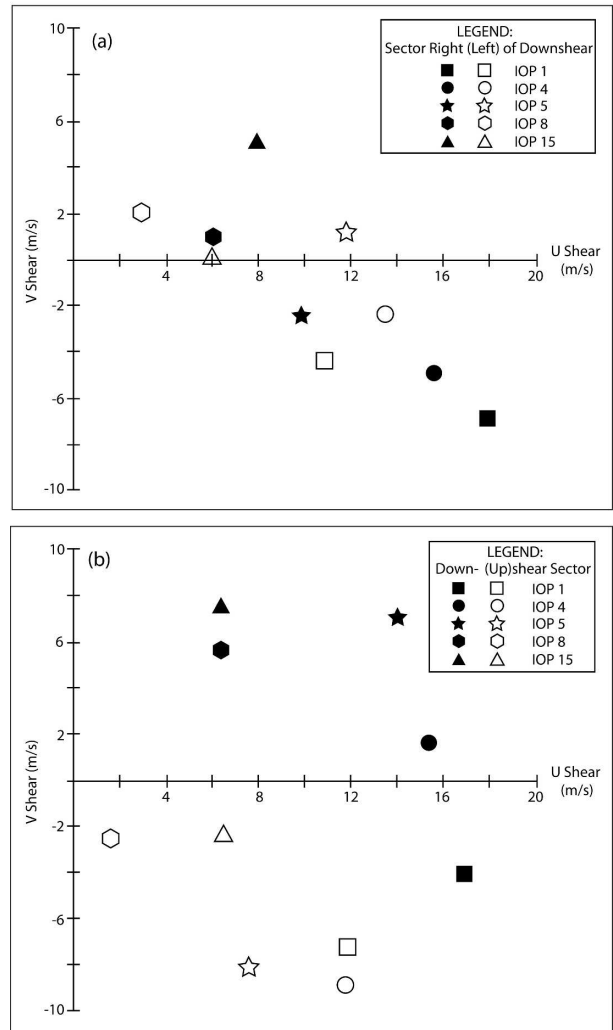 (a)
LEGEND:
Sector Right (Left) of Downshear
IOP 1
IOP 4
IOP 5
IOP 8
IOP 15
10
6
2
-2
-6
-10
V Shear (m/s)
4
8
12
16
20
U Shear
(m/s)
(b)
LEGEND:
Down- (Up)shear Sector
IOP 1
IOP 4
IOP 5
IOP 8
IOP 15
10
6
2
-2
-6
-10
V Shear (m/s)
4
8
12
16
20
U Shear
(m/s)